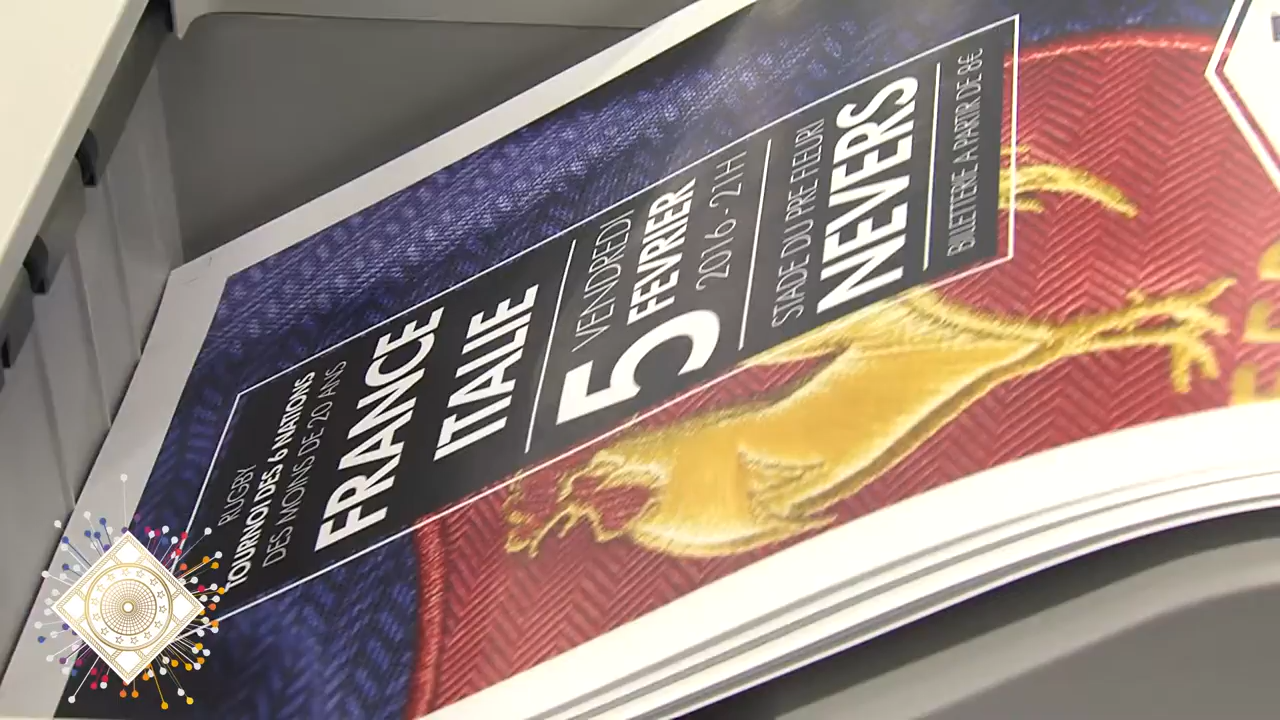 RUGBY
TOURNOI DES 6 NATIONS
DES MOINS DE 20 ANS
FRANCE
ITALIE
VENDREDI
5 FEVRIER
2016 - 21H
STADE DU PRE FLEURI
NEVERS
BILLETTERIE A PARTIR DE 8€